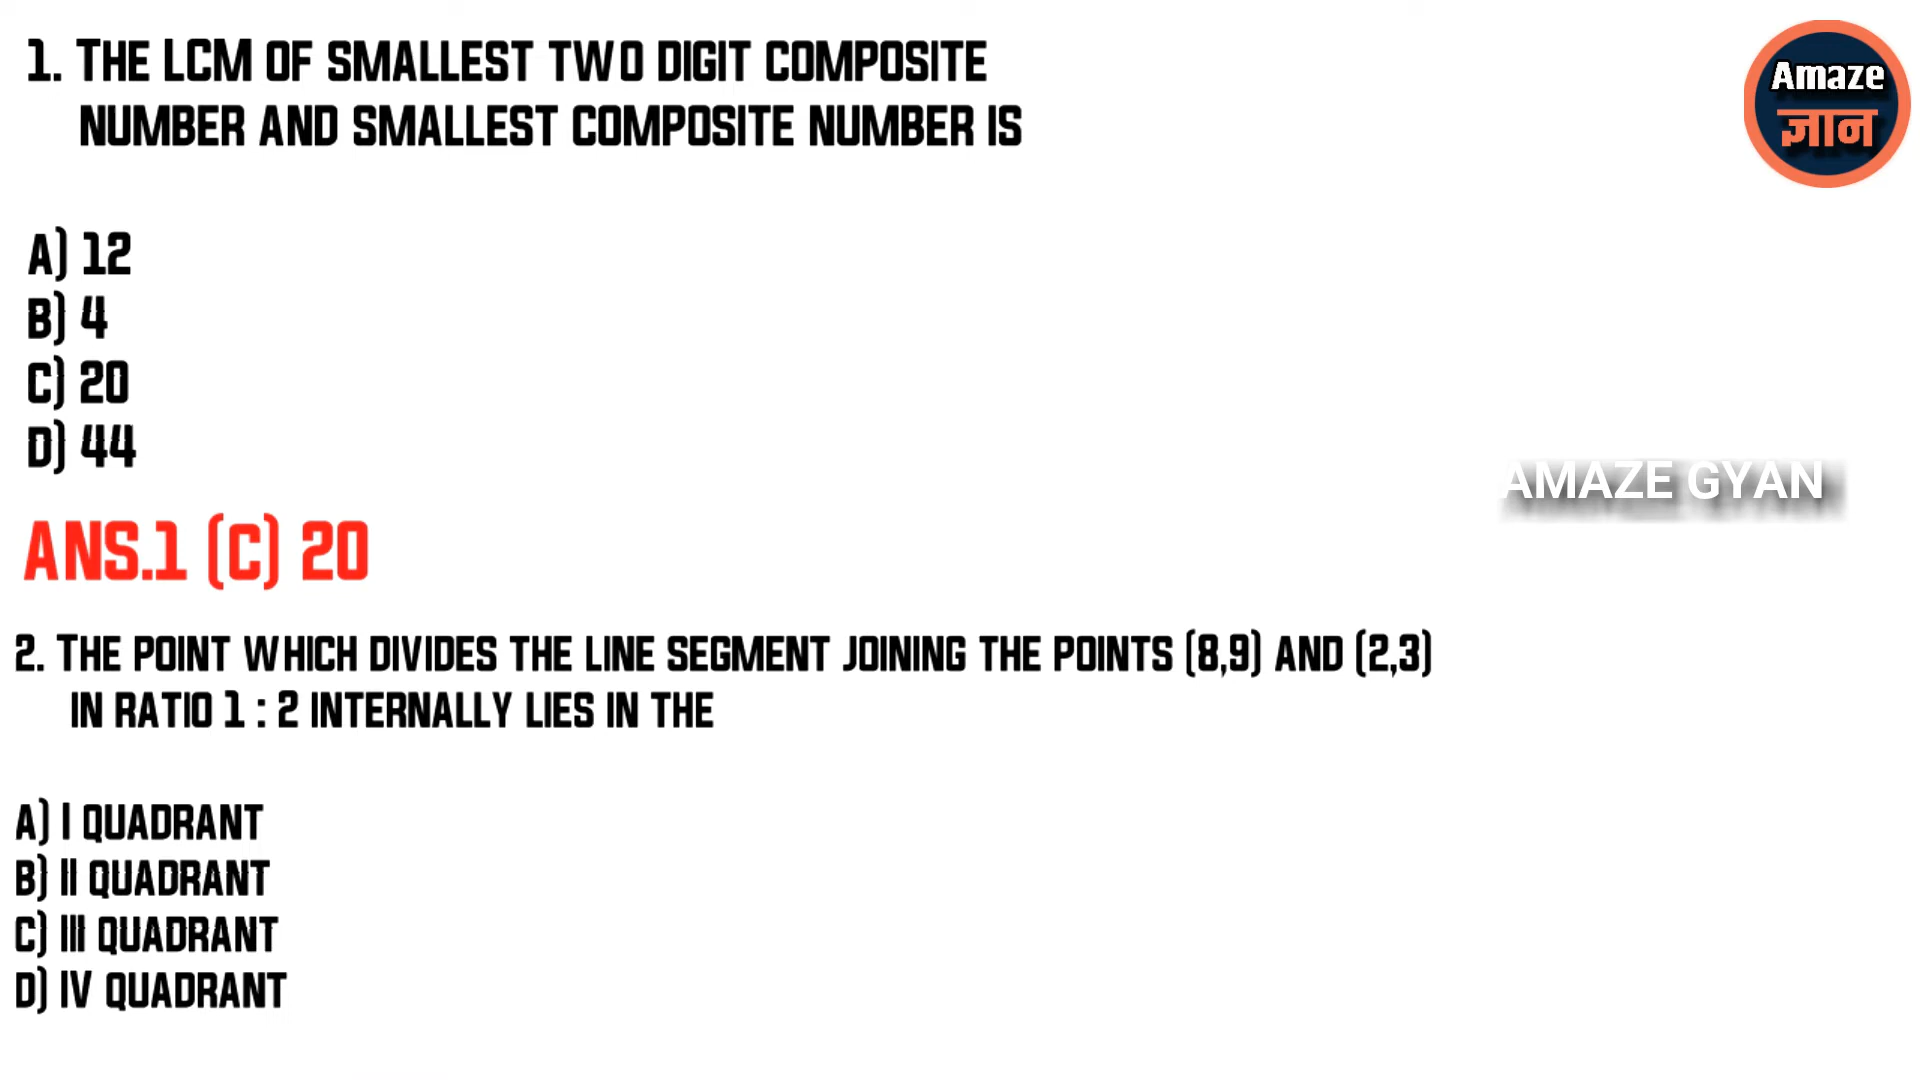 1. THE LCM OF SMALLEST TWO DIGIT COMPOSITE
NUMBER AND SMALLEST COMPOSITE NUMBER IS
Amaze
ज्ञान
A) 12
B) 4
C) 20
D) 44
AMAZE GYAN
ANS.1 (C) 20
2. THE POINT WHICH DIVIDES THE LINE SEGMENT JOINING THE POINTS (8,9) AND (2,3)
IN RATIO 1 : 2 INTERNALLY LIES IN THE
A) I QUADRANT
B) II QUADRANT
C) III QUADRANT
D) IV QUADRANT